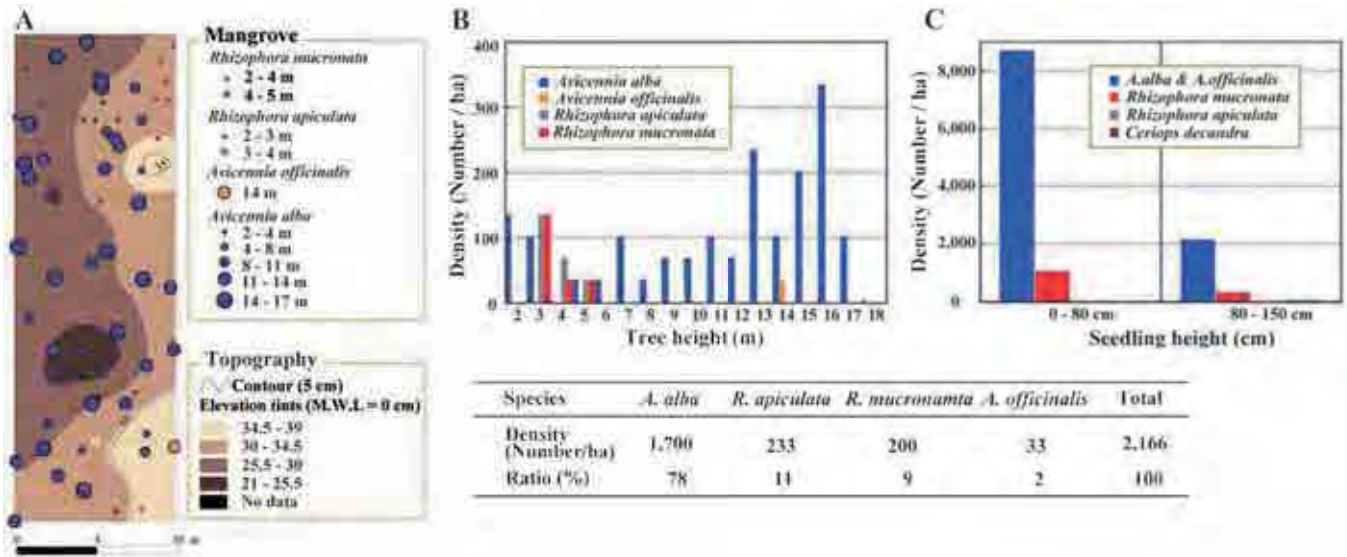 A
Mangrove
Rhizophora mucronata
2 - 4 m
4 - 5 m
Rhizophora apiculata
2 - 3 m
3 - 4 m
Avicennia officinalis
14 m
Avicennia alba
2 - 4 m
4 - 8 m
8 - 11 m
11 - 14 m
14 - 17 m
Topography
Contour (5 cm)
Elevation tints (M.W.L = 0 cm)
34.5 - 39
30 - 34.5
25.5 - 30
21 - 25.5
No data
B
Density (Number / ha)
400
300
200
100
0
Avicennia alba
Avicennia officinalis
Rhizophora apiculata
Rhizophora mucronata
2 3 4 5 6 7 8 9 10 11 12 13 14 15 16 17 18
Tree height (m)
C
Density (Number / ha)
8,000
6,000
4,000
2,000
0
A.alba & A.officinalis
Rhizophora mucronata
Rhizophora apiculata
Ceriops decandra
0 - 80 cm 80 - 150 cm
Seedling height (cm)
Species A. alba R. apiculata R. mucronamta A. officinalis Total
Density
(Number/ha) 1,700 233 200 33 2,166
Ratio (%) 78 11 9 2 100